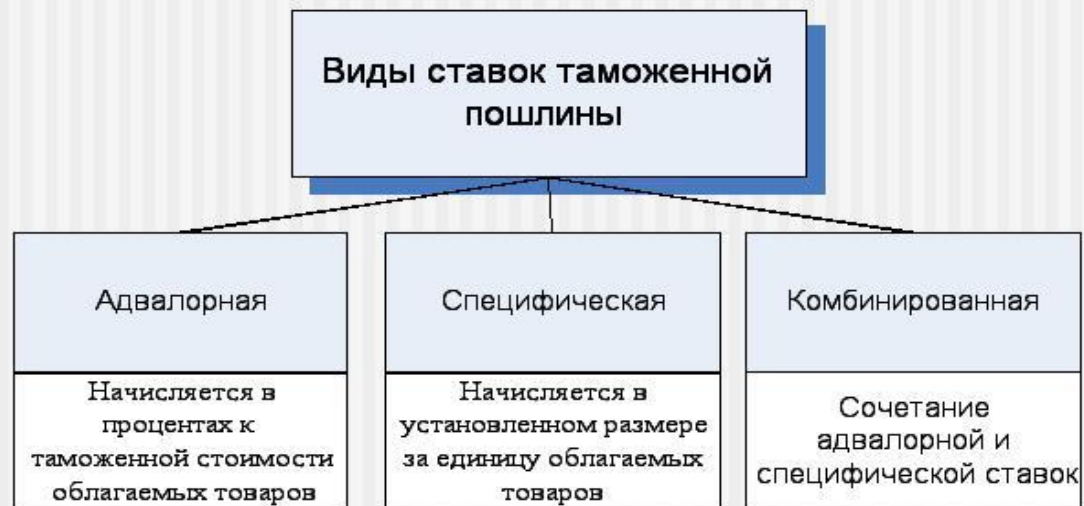 Виды ставок таможенной
пошлины
Адвалорная
Специфическая
Комбинированная
Начисляется в
процентах к
таможенной стоимости
облагаемых товаров
Начисляется в
установленном размере
за единицу облагаемых
товаров
Сочетание
адвалорной и
специфической ставок